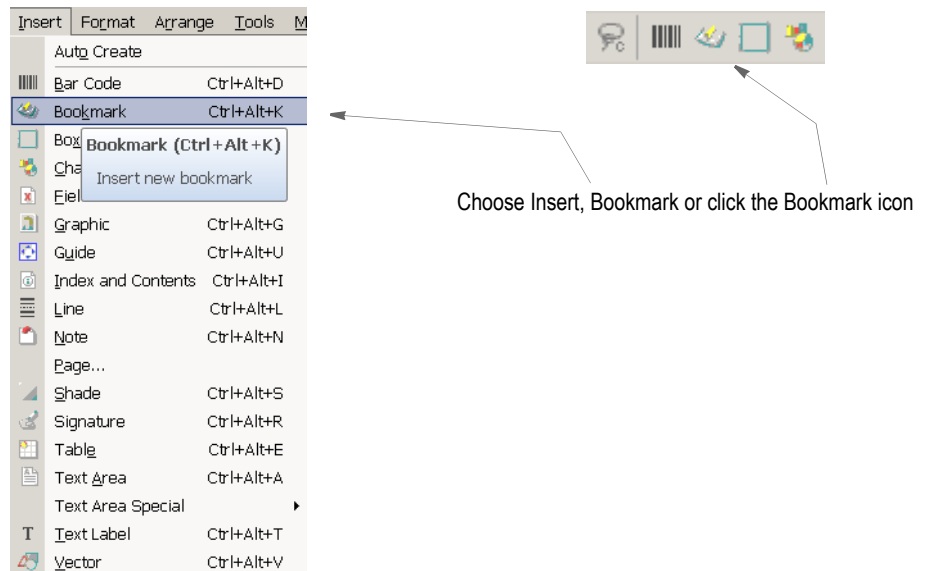 Insert Format Arrange Tools M
Auto Create
Bar Code Ctrl+Alt+D
Bookmark Ctrl+Alt+K
Box
Bookmark (Ctrl+Alt+K)
Cha
Insert new bookmark
Fiel
Graphic Ctrl+Alt+G
Guide Ctrl+Alt+U
Index and Contents Ctrl+Alt+I
Line Ctrl+Alt+L
Note Ctrl+Alt+N
Page...
Shade Ctrl+Alt+S
Signature Ctrl+Alt+R
Table Ctrl+Alt+E
Text Area Ctrl+Alt+A
Text Area Special
Text Label Ctrl+Alt+T
Vector Ctrl+Alt+V
Choose Insert, Bookmark or click the Bookmark icon